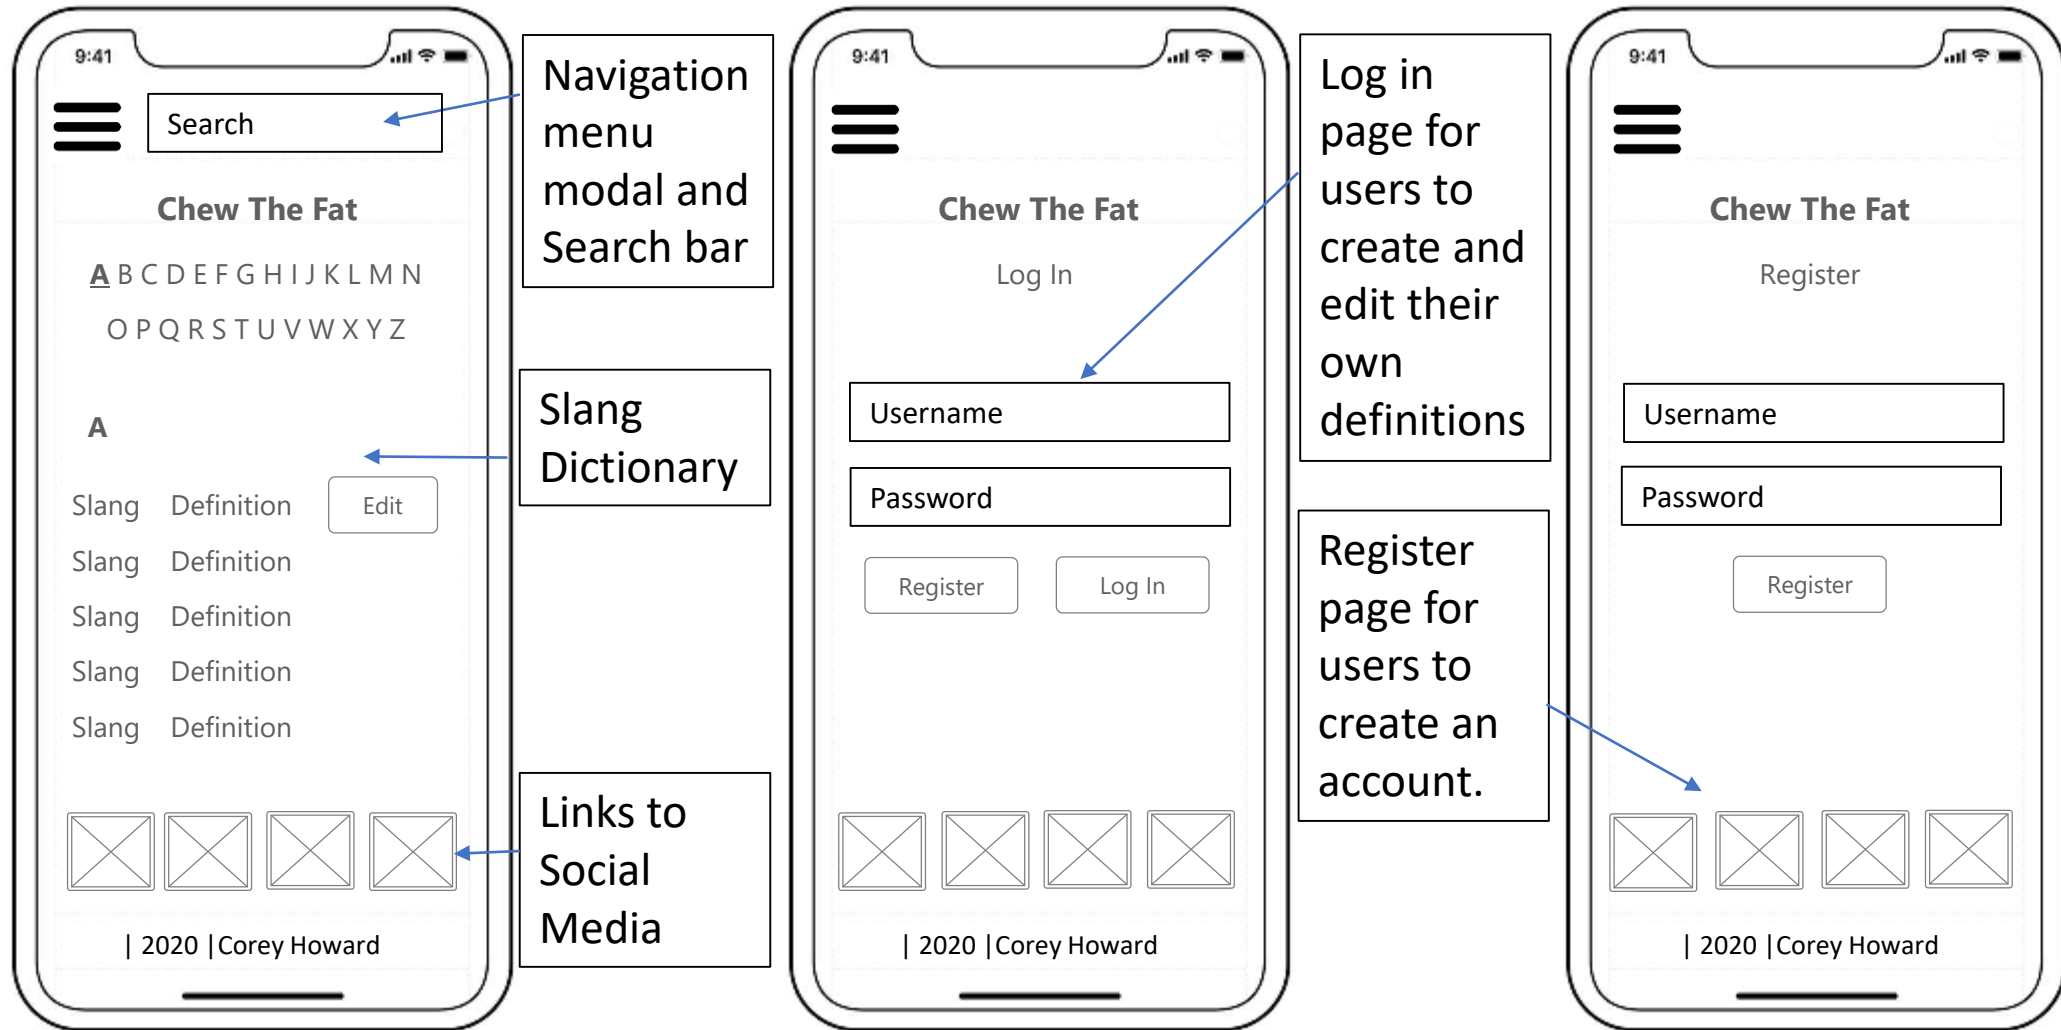 9:41
Search
Chew The Fat
A B C D E F G H I J K L M N
O P Q R S T U V W X Y Z
A
Slang Definition Edit
Slang Definition
Slang Definition
Slang Definition
Slang Definition
| 2020 |Corey Howard
Navigation
menu
modal and
Search bar
Slang
Dictionary
Links to
Social
Media
9:41
Chew The Fat
Log In
Username
Password
Register Log In
| 2020 |Corey Howard
Log in
page for
users to
create and
edit their
own
definitions
Register
page for
users to
create an
account.
9:41
Chew The Fat
Register
Username
Password
Register
| 2020 |Corey Howard